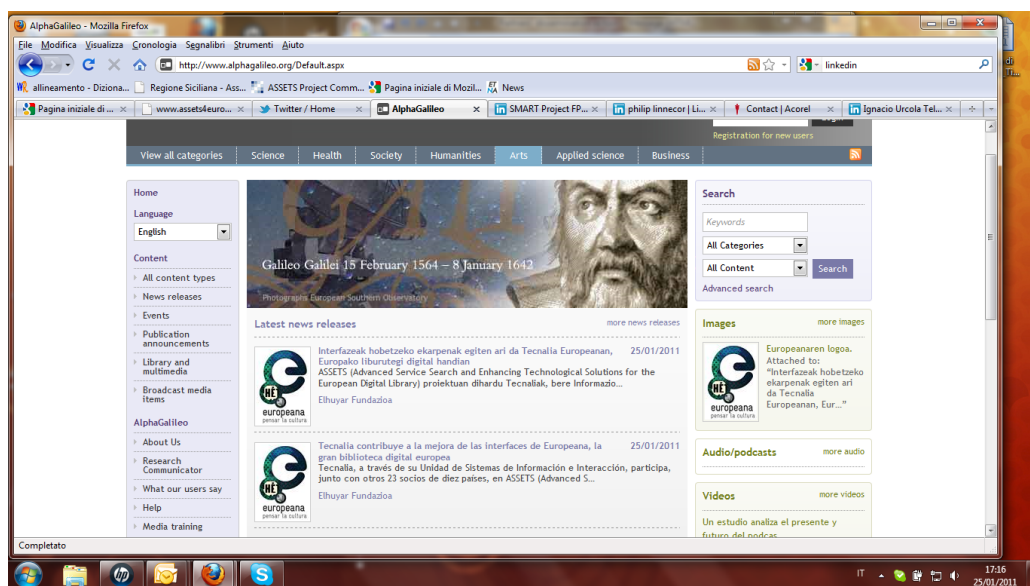 AlphaGalileo - Mozilla Firefox
File Modifica Visualizza Cronologia Segnalibri Strumenti Aiuto
http://www.alphagalileo.org/Default.aspx
linkedin
allineamento - Diziona... Regione Siciliana - Ass... ASSETS Project Comm... Pagina iniziale di Mozil... News
Pagina iniziale di ... www.assets4euro... Twitter / Home AlphaGalileo SMART Project FP... philip linnecor | Li... Contact | Acorel Ignacio Urcola Tel...
Registration for new users
View all categories Science Health Society Humanities Arts Applied science Business
Home
Language
English
Content
All content types
News releases
Events
Publication
announcements
Library and
multimedia
Broadcast media
items
AlphaGalileo
About Us
Research
Communicator
What our users say
Help
Media training
Galileo Galilei 15 February 1564 – 8 January 1642
Photographs European Southern Observatory
Latest news releases more news releases
Interfazeak hobetzeko ekarpenak egiten ari da Tecnalia Europeanan, 25/01/2011
Europako liburutegi digital handian
ASSETS (Advanced Service Search and Enhancing Technological Solutions for the
European Digital Library) proiektuan dihardu Tecnaliak, bere Informazio...
Elhuyar Fundazioa
europeana
pensar la cultura
Tecnalia contribuye a la mejora de las interfaces de Europeana, la 25/01/2011
gran biblioteca digital europea
Tecnalia, a través de su Unidad de Sistemas de Información e Interacción, participa,
junto con otros 23 socios de diez países, en ASSETS (Advanced S...
Elhuyar Fundazioa
europeana
pensar la cultura
Search
Keywords
All Categories
All Content Search
Advanced search
Images more images
Europeanaren logoa.
Attached to:
"Interfazeak hobetzeko
ekarpenak egiten ari
da Tecnalia
Europeanan, Eur..."
europeana
pensar la cultura
Audio/podcasts more audio
Videos more videos
Un estudio analiza el presente y
futuro del podcas
Completato
IT 17:16
25/01/2011